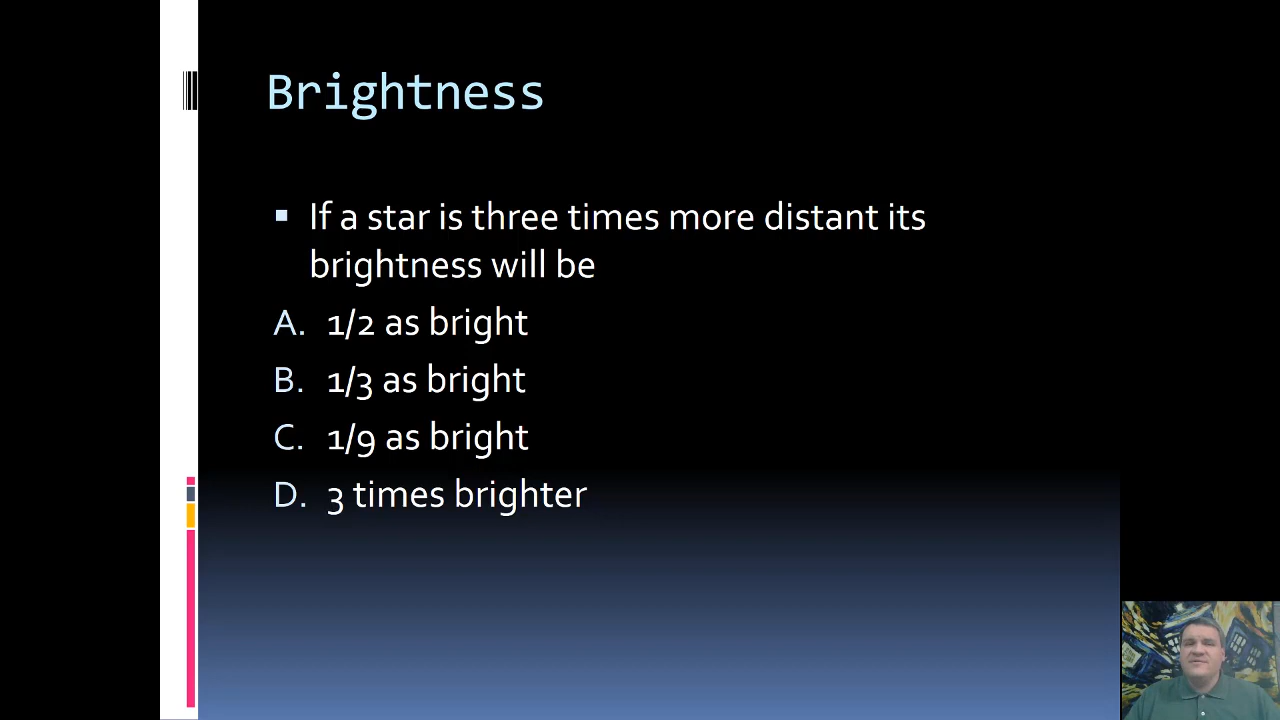 Brightness
▪ If a star is three times more distant its
brightness will be
A. 1/2 as bright
B. 1/3 as bright
C. 1/9 as bright
D. 3 times brighter